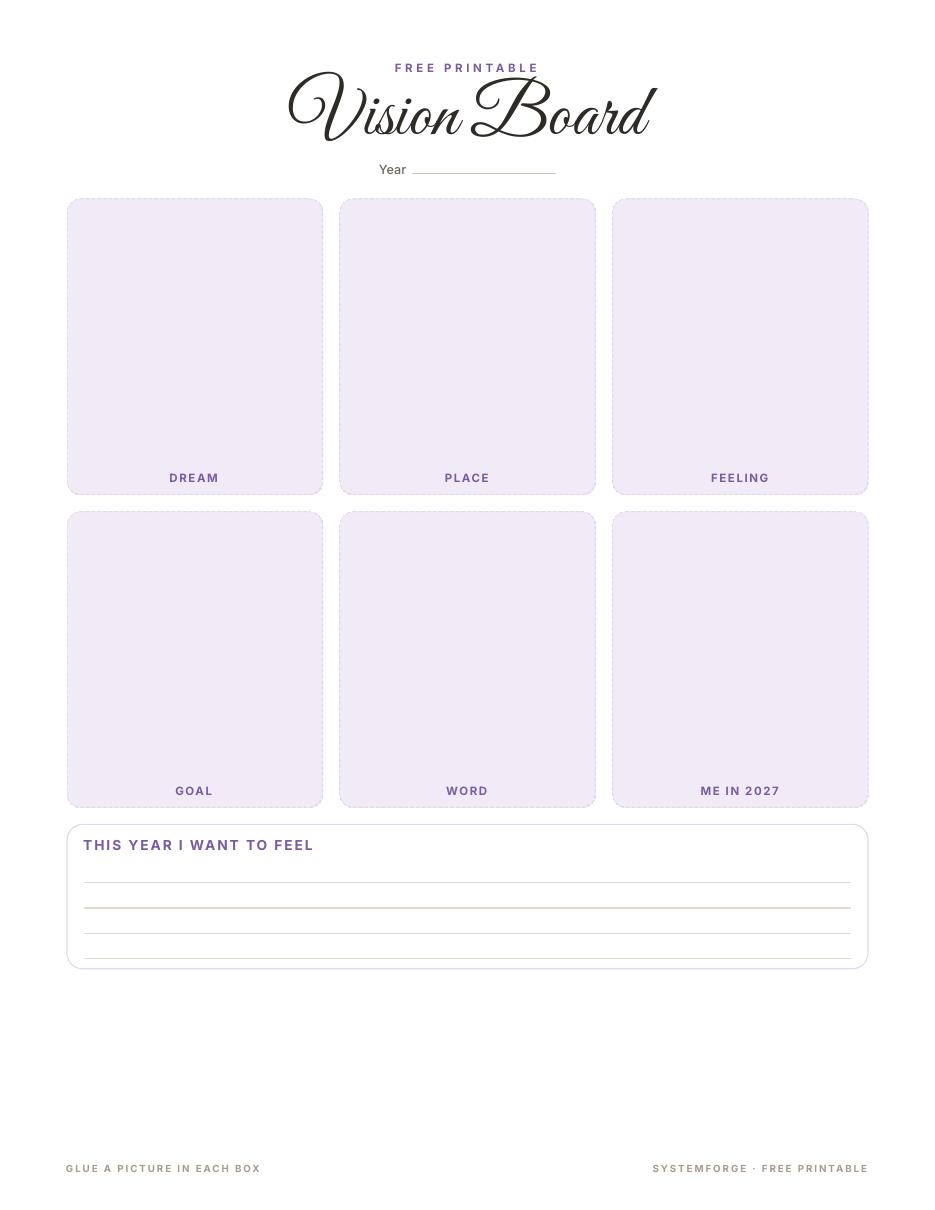 FREE PRINTABLE
Vision Board
Year
DREAM
PLACE
FEELING
GOAL
WORD
ME IN 2027
THIS YEAR I WANT TO FEEL
GLUE A PICTURE IN EACH BOX
SYSTEMFORGE · FREE PRINTABLE